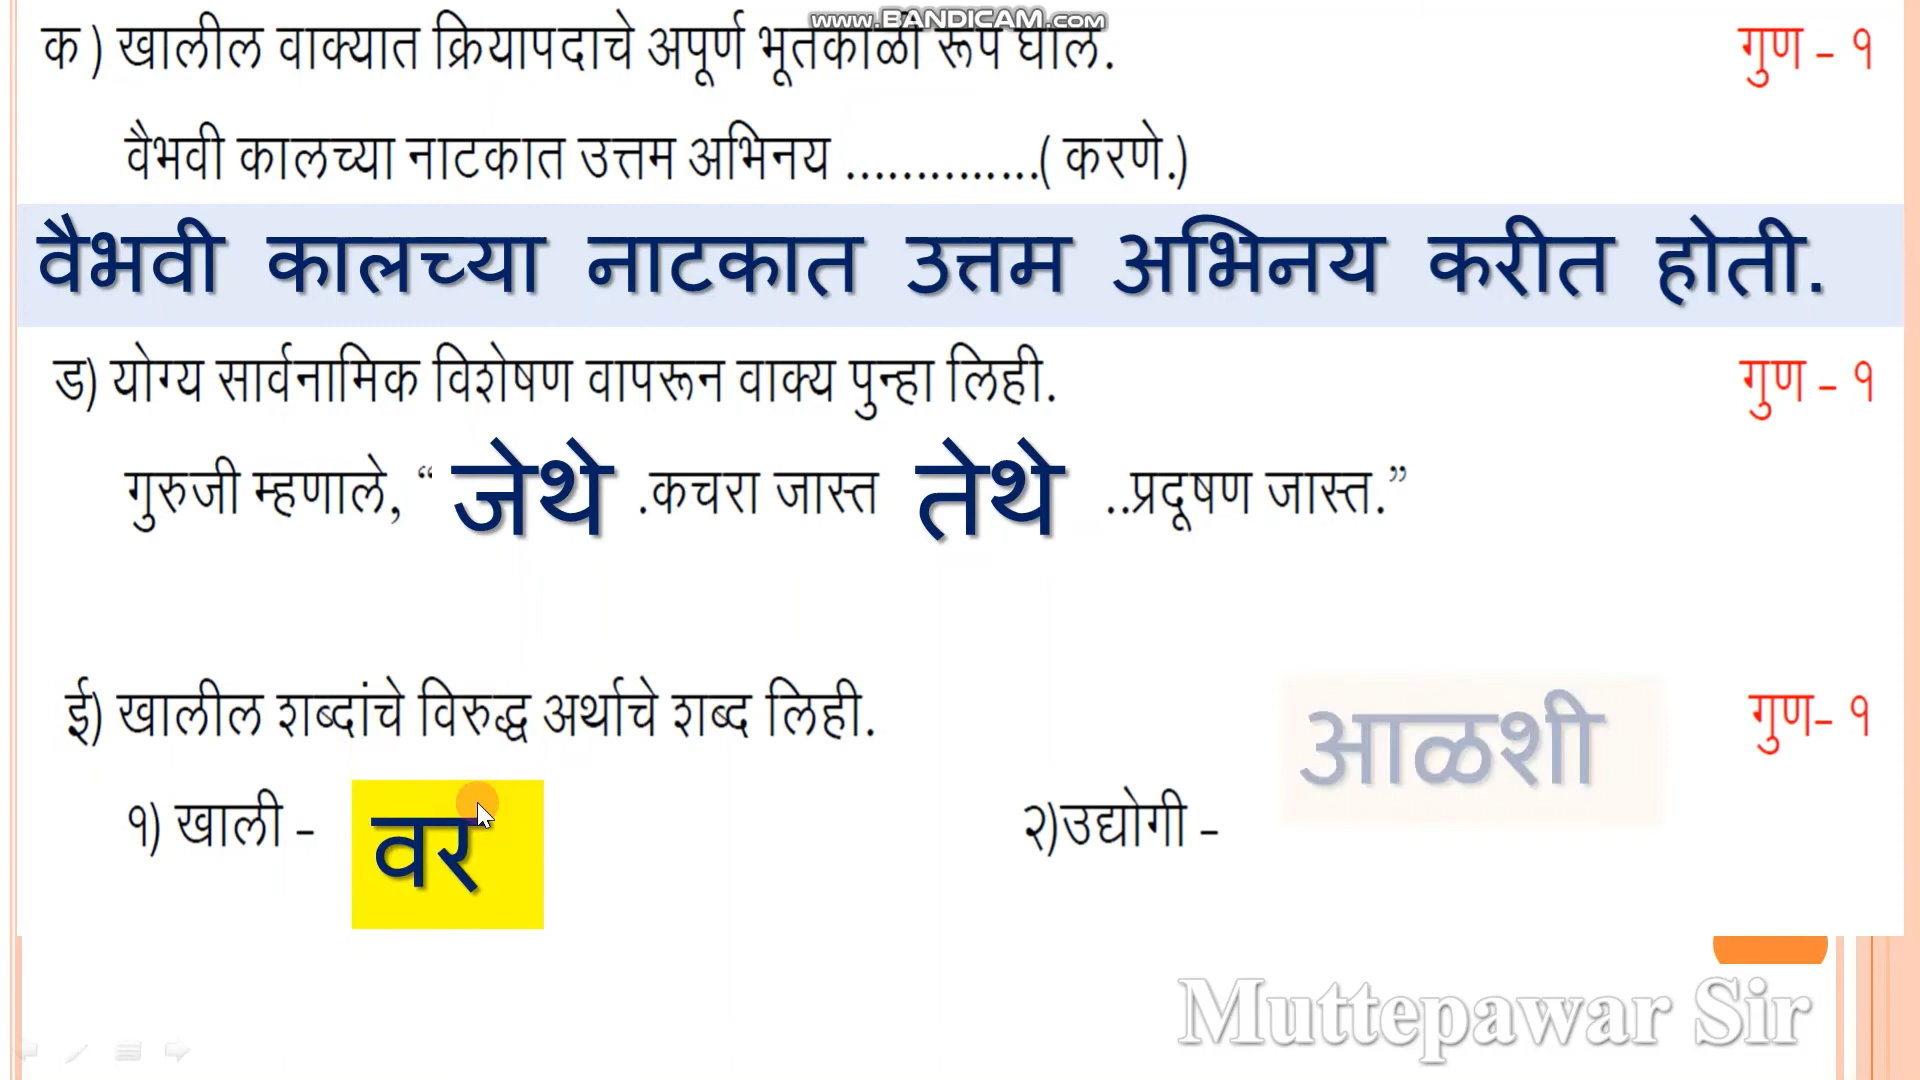 www.BANDICAM.com
क ) खालील वाक्यात क्रियापदाचे अपूर्ण भूतकाळी रूप घाल. गुण - १
वैभवी कालच्या नाटकात उत्तम अभिनय ..............( करणे.)
वैभवी कालच्या नाटकात उत्तम अभिनय करीत होती.
ड) योग्य सार्वनामिक विशेषण वापरून वाक्य पुन्हा लिही. गुण - १
गुरुजी म्हणाले, “ जेथे .कचरा जास्त तेथे ..प्रदूषण जास्त.”
ई) खालील शब्दांचे विरुद्ध अर्थाचे शब्द लिही. गुण- १
१) खाली - वर २)उद्योगी - आळशी
Muttepawar Sir